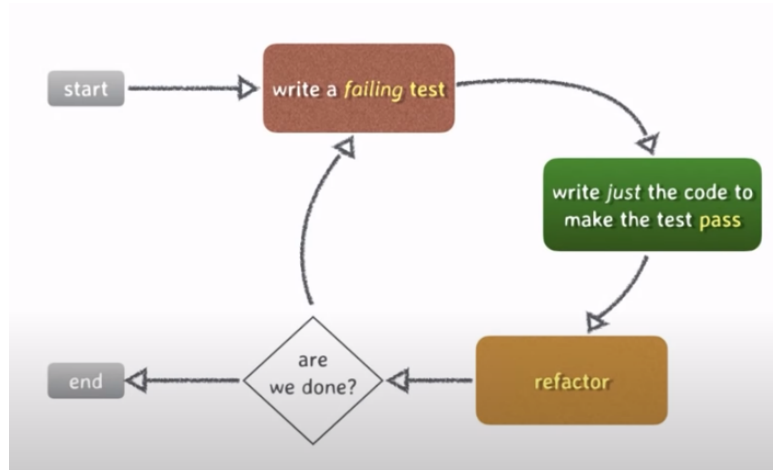 start
write a failing test
write just the code to
make the test pass
refactor
are
we done?
end